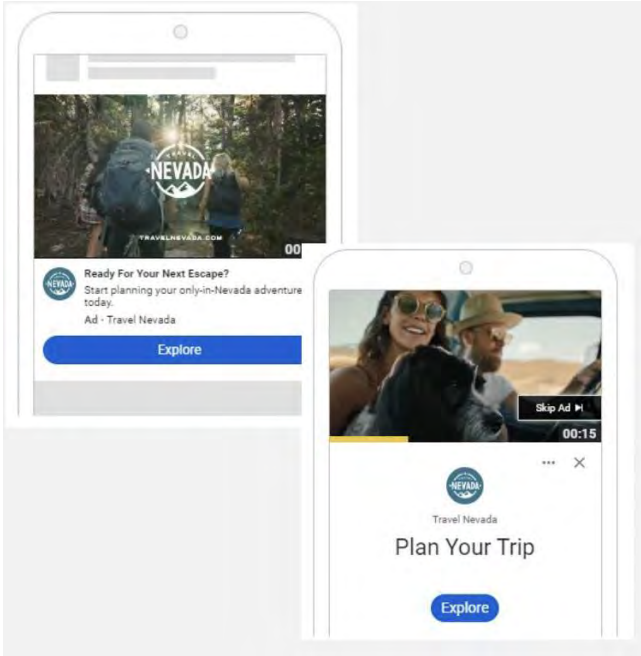 TRAVEL
NEVADA
TRAVELNEVADA.COM
00
NEVADA
Ready For Your Next Escape?
Start planning your only-in-Nevada adventure
today.
Ad · Travel Nevada
Explore
Skip Ad
00:15
NEVADA
Travel Nevada
Plan Your Trip
Explore